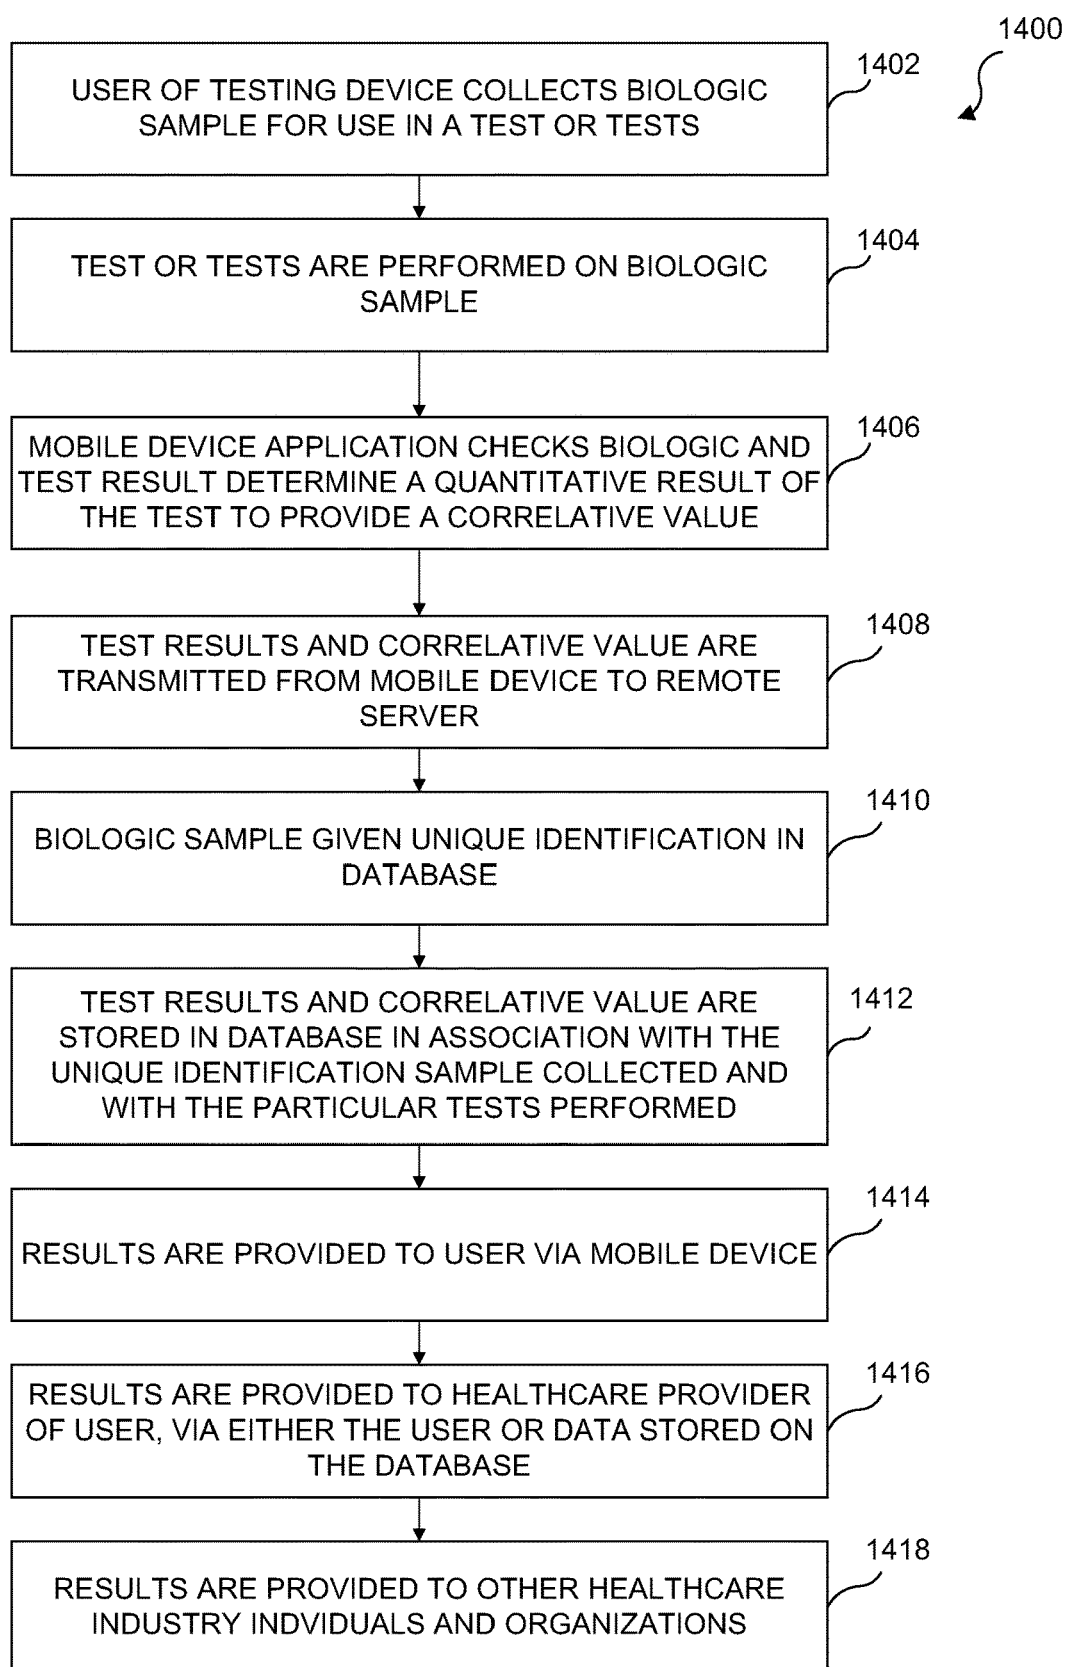 1400
1402
USER OF TESTING DEVICE COLLECTS BIOLOGIC
SAMPLE FOR USE IN A TEST OR TESTS
1404
TEST OR TESTS ARE PERFORMED ON BIOLOGIC
SAMPLE
1406
MOBILE DEVICE APPLICATION CHECKS BIOLOGIC AND
TEST RESULT DETERMINE A QUANTITATIVE RESULT OF
THE TEST TO PROVIDE A CORRELATIVE VALUE
1408
TEST RESULTS AND CORRELATIVE VALUE ARE
TRANSMITTED FROM MOBILE DEVICE TO REMOTE
SERVER
1410
BIOLOGIC SAMPLE GIVEN UNIQUE IDENTIFICATION IN
DATABASE
1412
TEST RESULTS AND CORRELATIVE VALUE ARE
STORED IN DATABASE IN ASSOCIATION WITH THE
UNIQUE IDENTIFICATION SAMPLE COLLECTED AND
WITH THE PARTICULAR TESTS PERFORMED
1414
RESULTS ARE PROVIDED TO USER VIA MOBILE DEVICE
1416
RESULTS ARE PROVIDED TO HEALTHCARE PROVIDER
OF USER, VIA EITHER THE USER OR DATA STORED ON
THE DATABASE
1418
RESULTS ARE PROVIDED TO OTHER HEALTHCARE
INDUSTRY INDVIDUALS AND ORGANIZATIONS